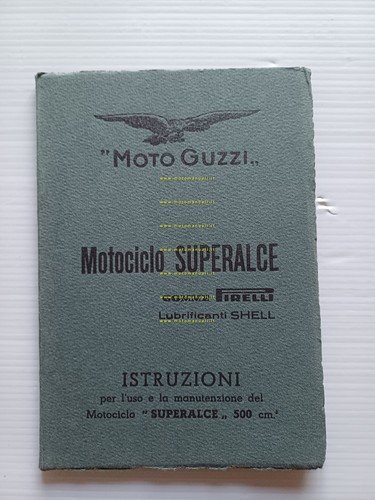 "MOTO GUZZI„
Motociclo SUPERALCE
PIRELLI
Lubrificanti SHELL
ISTRUZIONI
per l'uso e la manutenzione del
Motociclo "SUPERALCE„ 500 cm.³